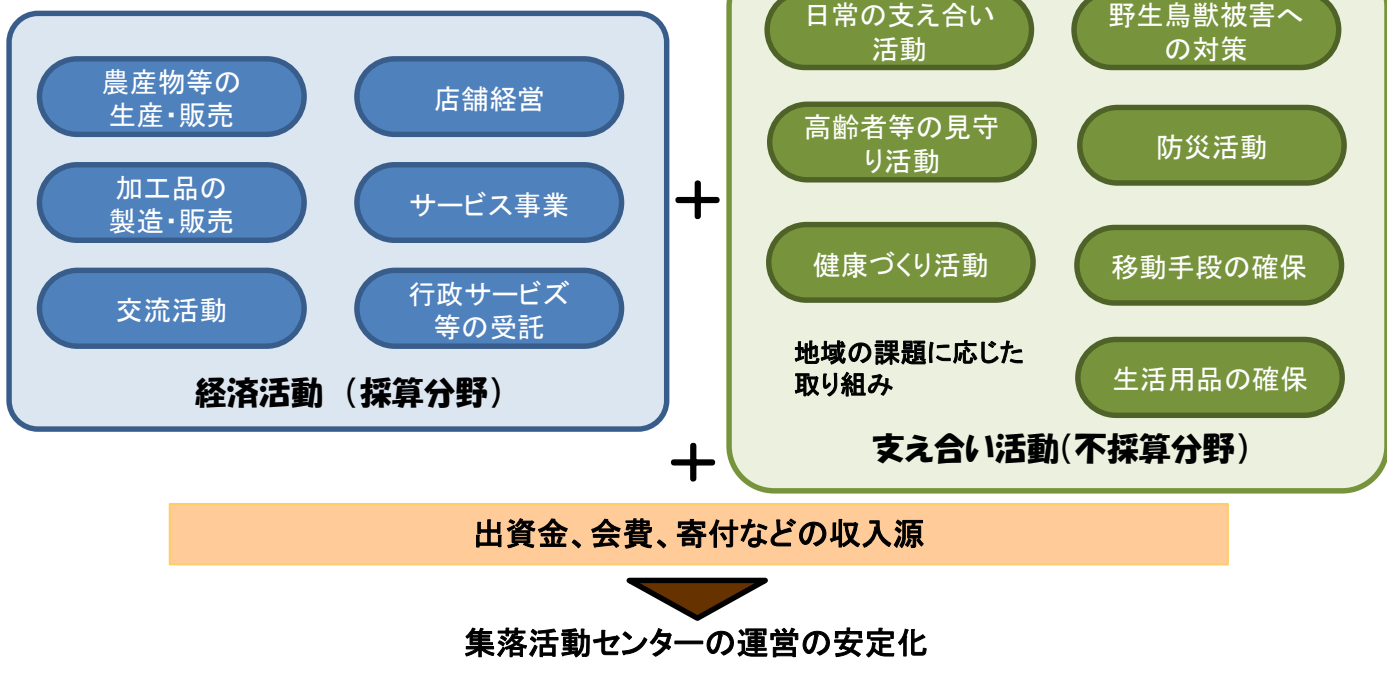 農産物等の
生産・販売
店舗経営
加工品の
製造・販売
サービス事業
交流活動
行政サービズ
等の受託
経済活動（採算分野）
＋
日常の支え合い
活動
野生鳥獣被害へ
の対策
高齢者等の見守
り活動
防災活動
健康づくり活動
移動手段の確保
地域の課題に応じた
取り組み
生活用品の確保
支え合い活動(不採算分野）
＋
出資金、会費、寄付などの収入源
集落活動センターの運営の安定化